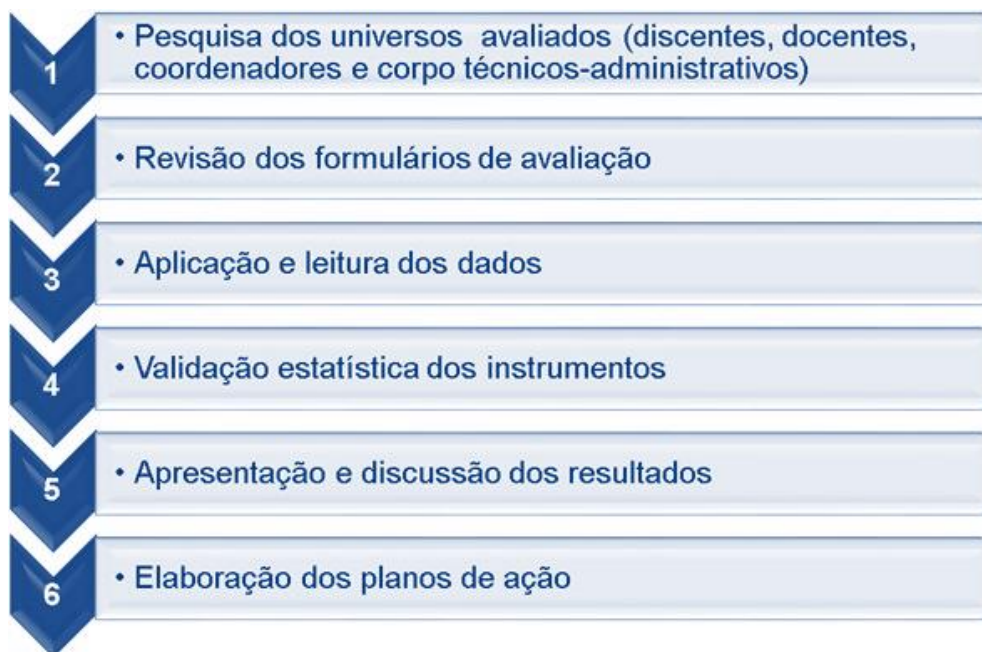 1
• Pesquisa dos universos avaliados (discentes, docentes,
coordenadores e corpo técnicos-administrativos)
2
• Revisão dos formulários de avaliação
3
• Aplicação e leitura dos dados
4
• Validação estatística dos instrumentos
5
• Apresentação e discussão dos resultados
6
• Elaboração dos planos de ação